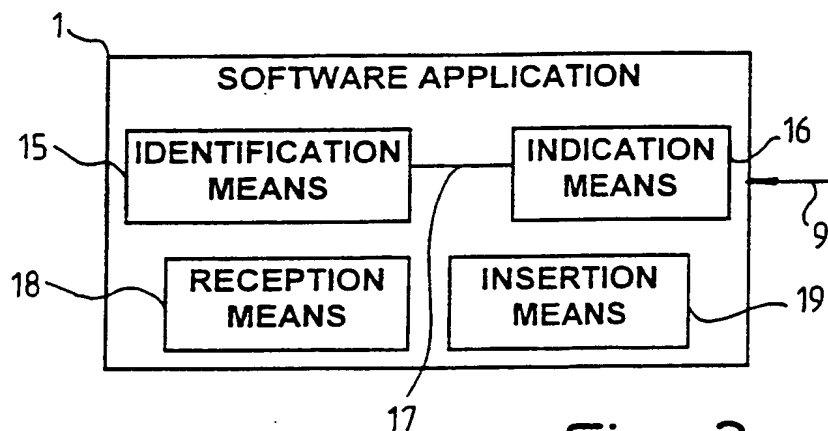 1
SOFTWARE APPLICATION
15
IDENTIFICATION
MEANS
INDICATION
MEANS
16
9
18
RECEPTION
MEANS
INSERTION
MEANS
19
17